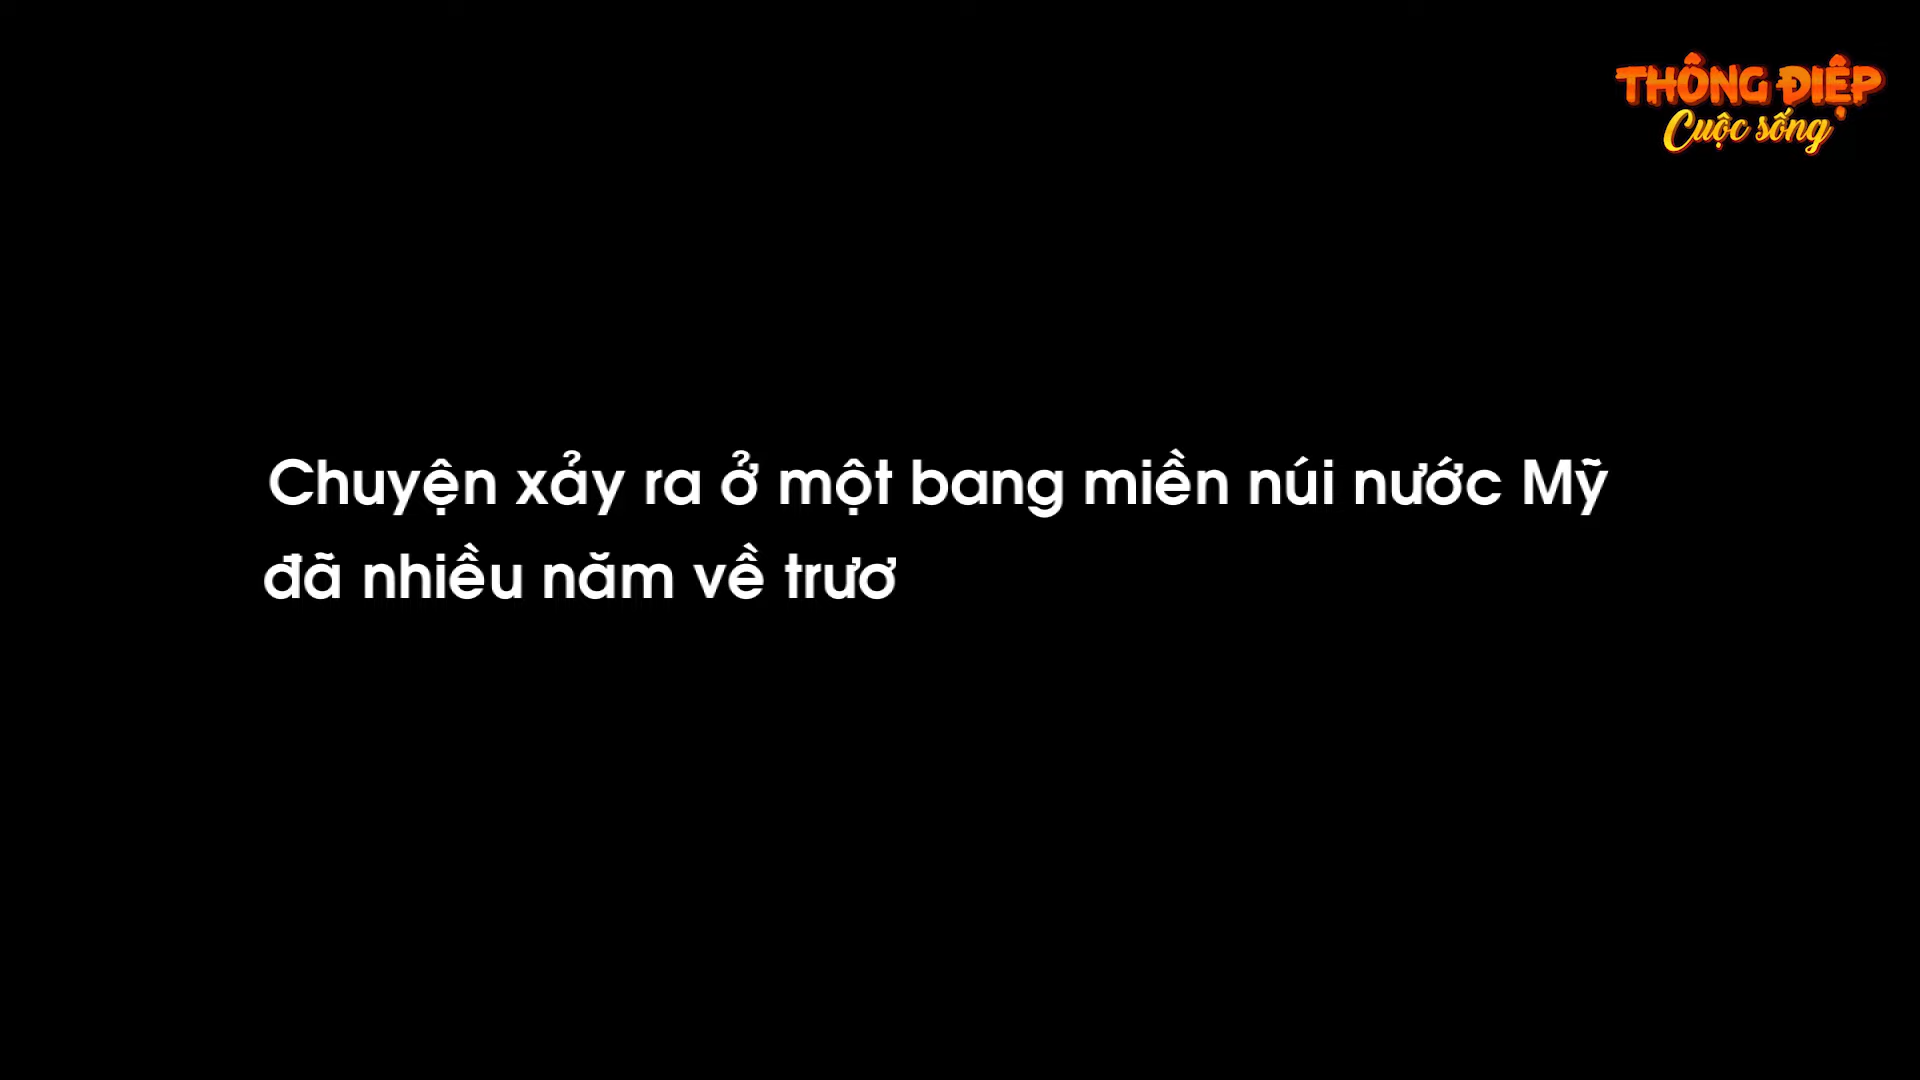 THÔNG ĐIỆP
Cuộc sống
Chuyện xảy ra ở một bang miền núi nước Mỹ
đã nhiều năm về trươ